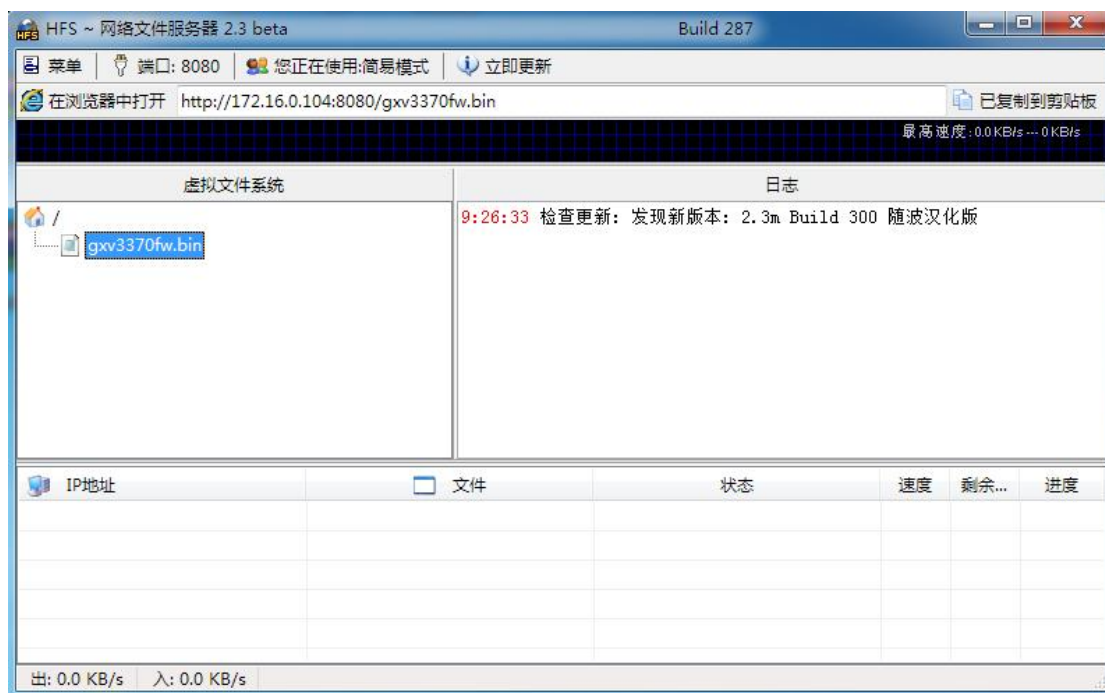 HFS ~ 网络文件服务器 2.3 beta Build 287
菜单 端口: 8080 您正在使用:简易模式 立即更新
在浏览器中打开 http://172.16.0.104:8080/gxv3370fw.bin 已复制到剪贴板
最高速度:0.0 KB/s --- 0 KB/s
虚拟文件系统 日志
/ 9:26:33 检查更新: 发现新版本: 2.3m Build 300 随波汉化版
gxv3370fw.bin
IP地址 文件 状态 速度 剩余... 进度
出: 0.0 KB/s 入: 0.0 KB/s